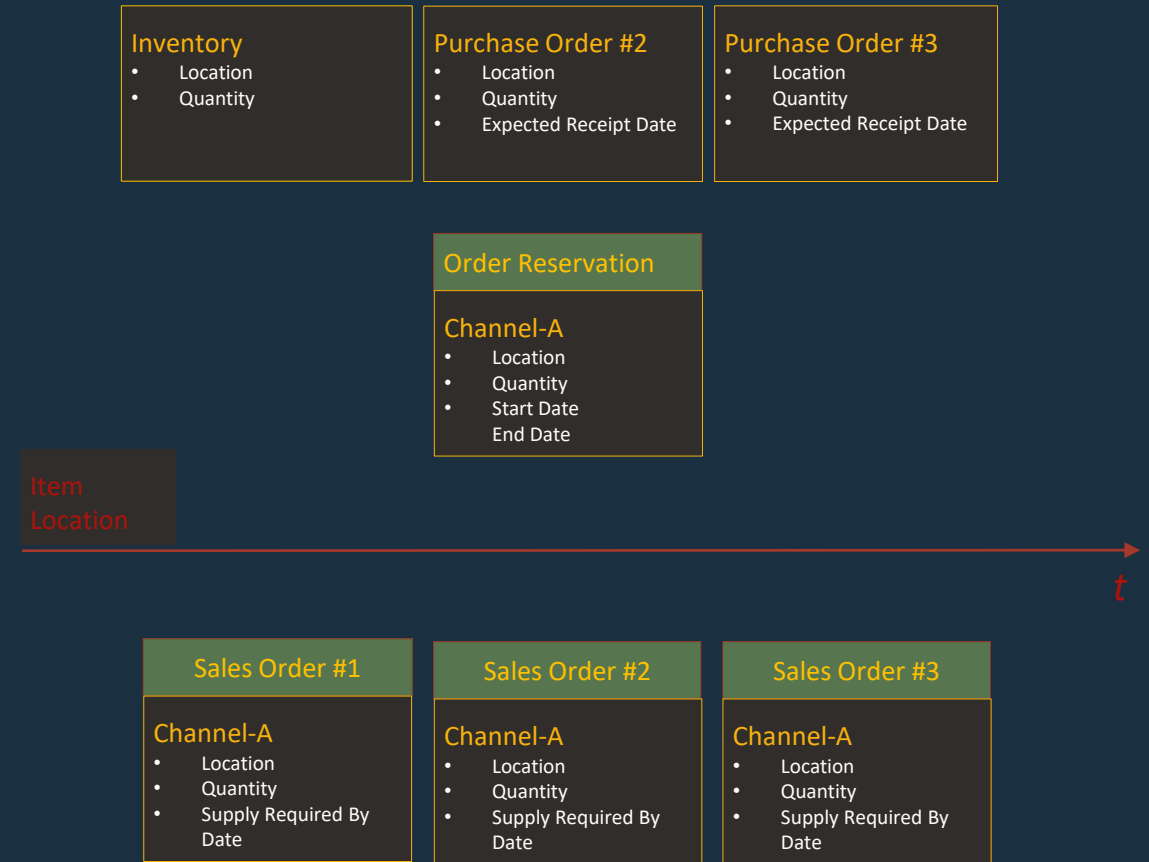 Inventory
• Location
• Quantity
Purchase Order #2
• Location
• Quantity
• Expected Receipt Date
Purchase Order #3
• Location
• Quantity
• Expected Receipt Date
Order Reservation
Channel-A
• Location
• Quantity
• Start Date
End Date
Item
Location
t
Sales Order #1
Channel-A
• Location
• Quantity
• Supply Required By
Date
Sales Order #2
Channel-A
• Location
• Quantity
• Supply Required By
Date
Sales Order #3
Channel-A
• Location
• Quantity
• Supply Required By
Date